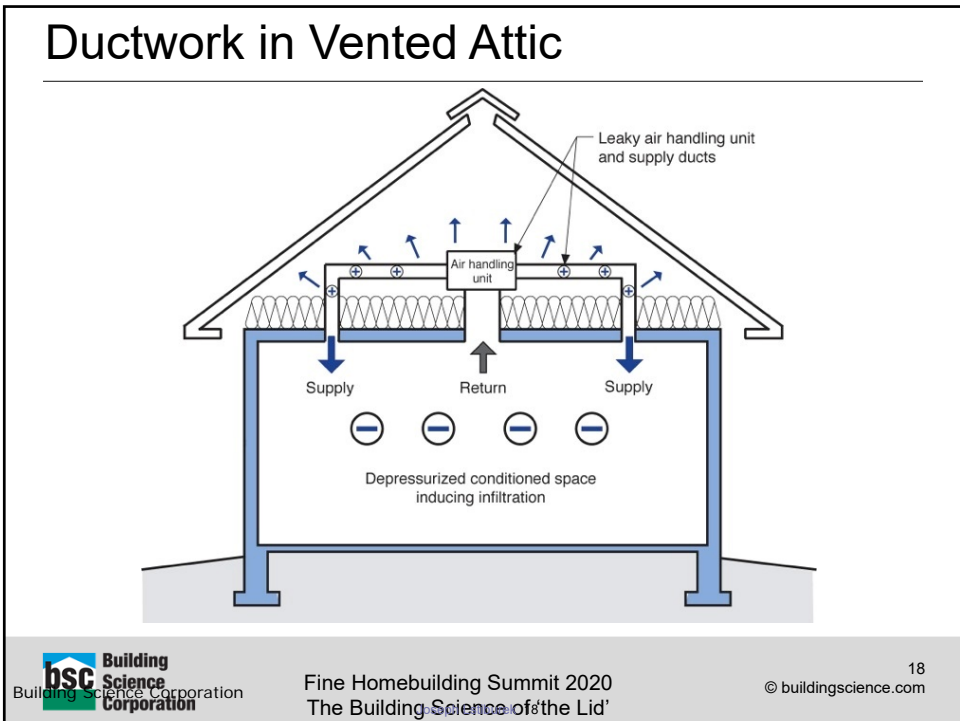 Ductwork in Vented Attic
Leaky air handling unit
and supply ducts
Air handling
unit
Supply
Return
Supply
Depressurized conditioned space
inducing infiltration
bsc
Building
Science
Corporation
Building Science Corporation
Fine Homebuilding Summit 2020
The Building Science of 'the Lid'
18
18
© buildingscience.com